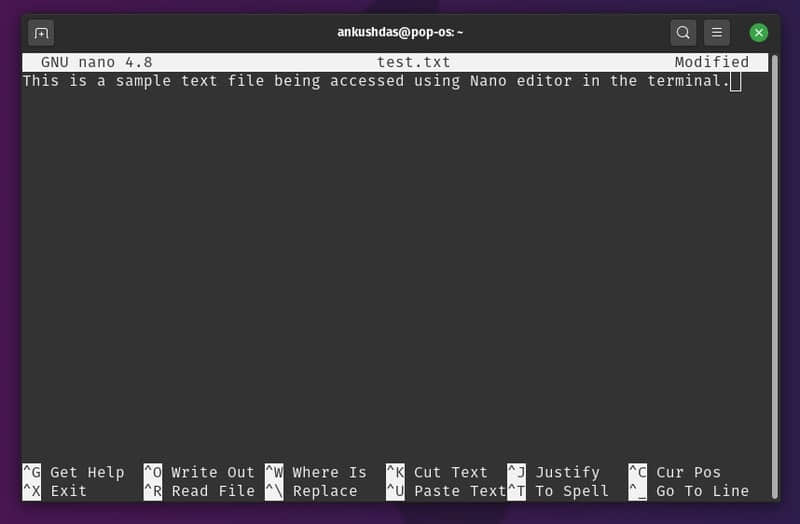 ankushdas@pop-os: ~
GNU nano 4.8 test.txt Modified
This is a sample text file being accessed using Nano editor in the terminal.
^G Get Help ^O Write Out ^W Where Is ^K Cut Text ^J Justify ^C Cur Pos
^X Exit ^R Read File ^\ Replace ^U Paste Text ^T To Spell ^_ Go To Line